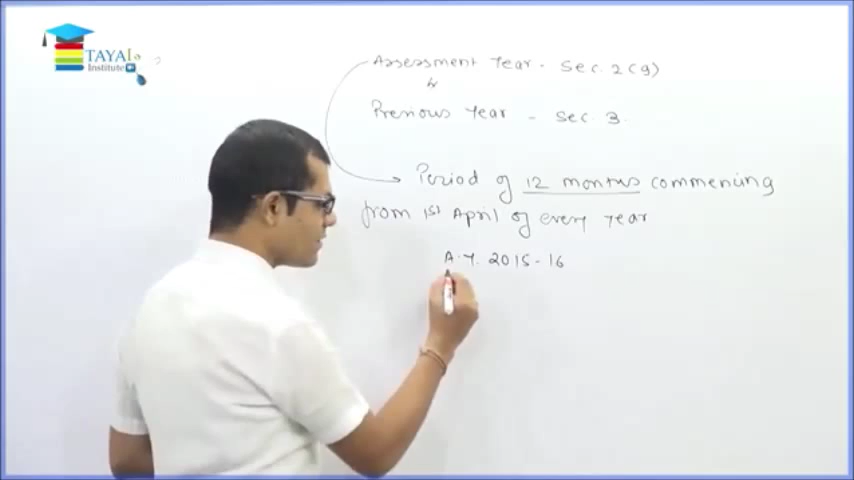 TAYAL
Institute
Assessment Year - Sec. 2(9)
Previous Year - Sec 3.
Period of 12 months commencing
from 1st April of every year
A.Y. 2015-16